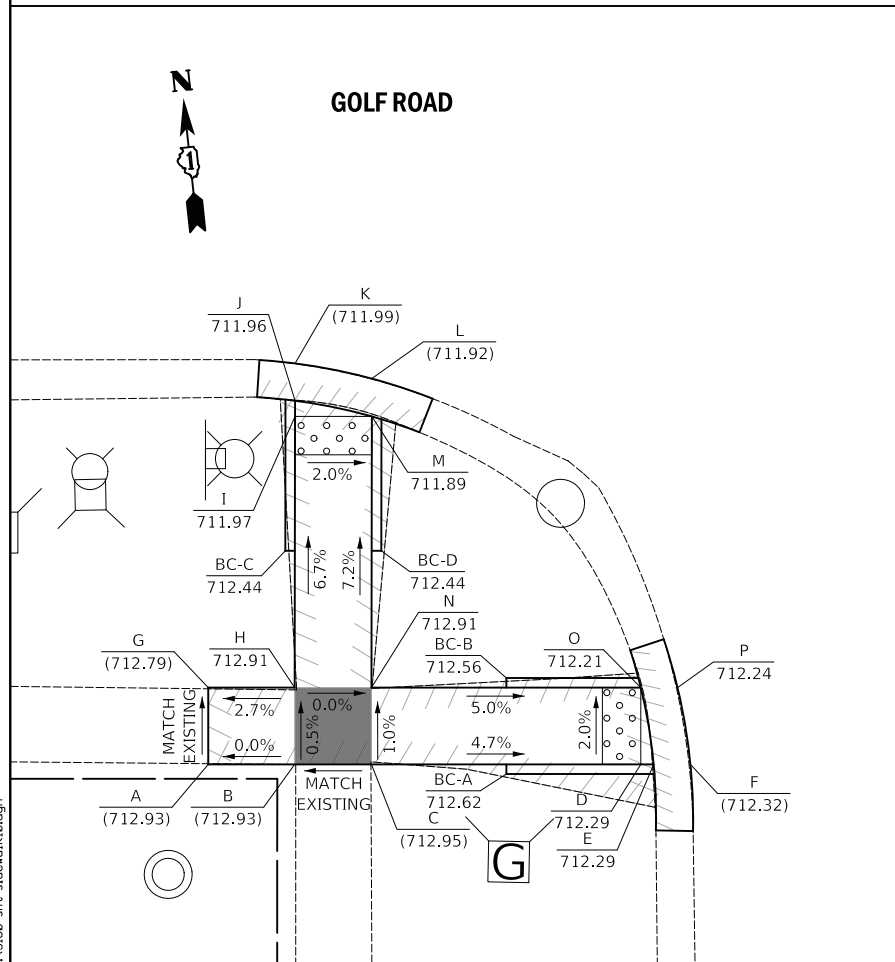 GOLF ROAD
N
1
K
(711.99)
J
711.96
L
(711.92)
M
711.89
2.0%
I
711.97
BC-C
712.44
6.7%
7.2%
BC-D
712.44
N
712.91
G
(712.79)
H
712.91
BC-B
712.56
O
712.21
P
712.24
MATCH
EXISTING
2.7%
0.0%
0.0%
0.5%
1.0%
5.0%
4.7%
2.0%
MATCH
EXISTING
A
(712.93)
B
(712.93)
C
(712.95)
BC-A
712.62
D
712.29
E
712.29
F
(712.32)
G